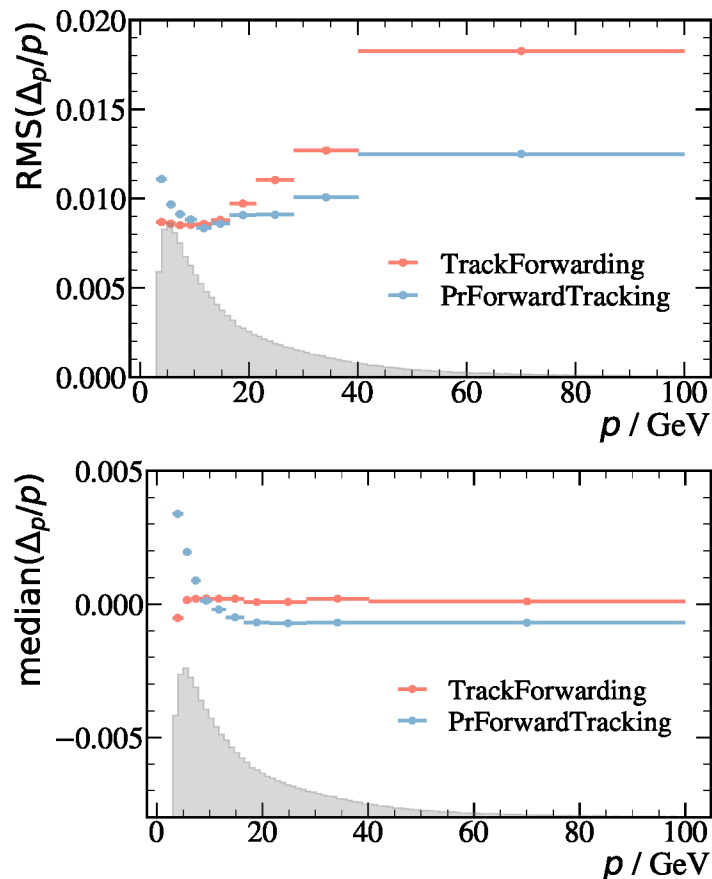 0.020
0.015
0.010
0.005
0.000
RMS(Δp/p)
TrackForwarding
PrForwardTracking
0 20 40 60 80 100
p / GeV
0.005
0.000
−0.005
median(Δp/p)
TrackForwarding
PrForwardTracking
0 20 40 60 80 100
p / GeV